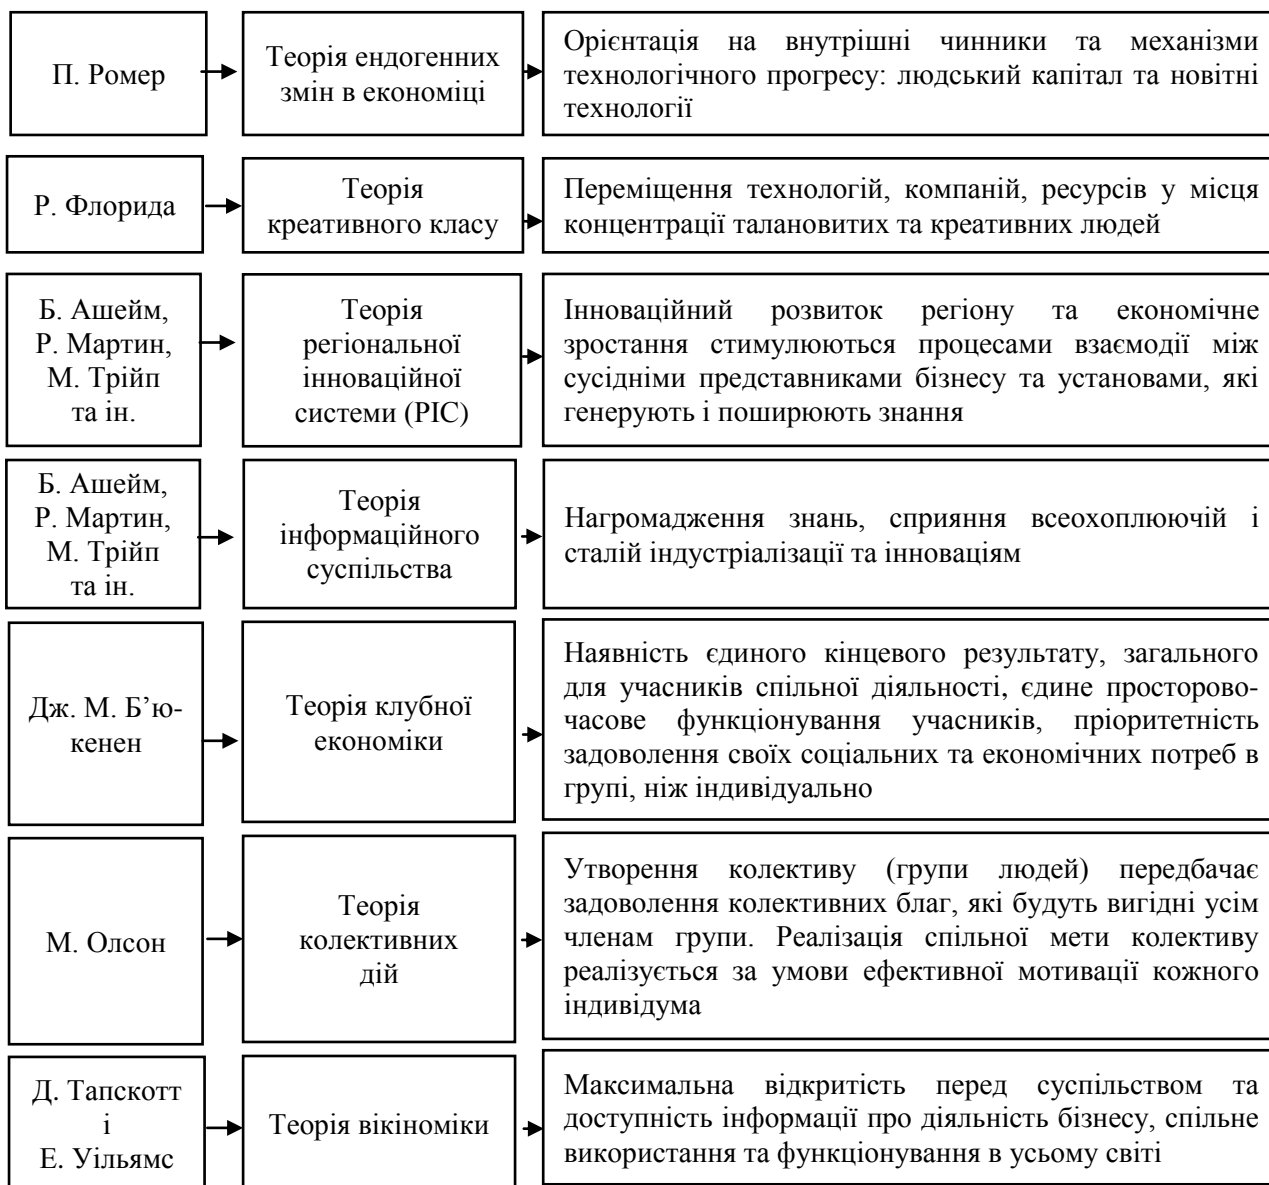 П. Ромер
Теорія ендогенних
змін в економіці
Орієнтація на внутрішні чинники та механізми
технологічного прогресу: людський капітал та новітні
технології
Р. Флорида
Теорія
креативного класу
Переміщення технологій, компаній, ресурсів у місця
концентрації талановитих та креативних людей
Б. Ашейм,
Р. Мартин,
М. Трійп
та ін.
Теорія
регіональної
інноваційної
системи (РІС)
Інноваційний розвиток регіону та економічне
зростання стимулюються процесами взаємодії між
сусідніми представниками бізнесу та установами, які
генерують і поширюють знання
Б. Ашейм,
Р. Мартин,
М. Трійп
та ін.
Теорія
інформаційного
суспільства
Нагромадження знань, сприяння всеохоплюючій і
сталій індустріалізації та інноваціям
Дж. М. Б’ю-
кенен
Теорія клубної
економіки
Наявність єдиного кінцевого результату, загального
для учасників спільної діяльності, єдине просторово-
часове функціонування учасників, пріоритетність
задоволення своїх соціальних та економічних потреб в
групі, ніж індивідуально
М. Олсон
Теорія
колективних
дій
Утворення колективу (групи людей) передбачає
задоволення колективних благ, які будуть вигідні усім
членам групи. Реалізація спільної мети колективу
реалізується за умови ефективної мотивації кожного
індивідума
Д. Тапскотт
і
Е. Уільямс
Теорія вікіноміки
Максимальна відкритість перед суспільством та
доступність інформації про діяльність бізнесу, спільне
використання та функціонування в усьому світі